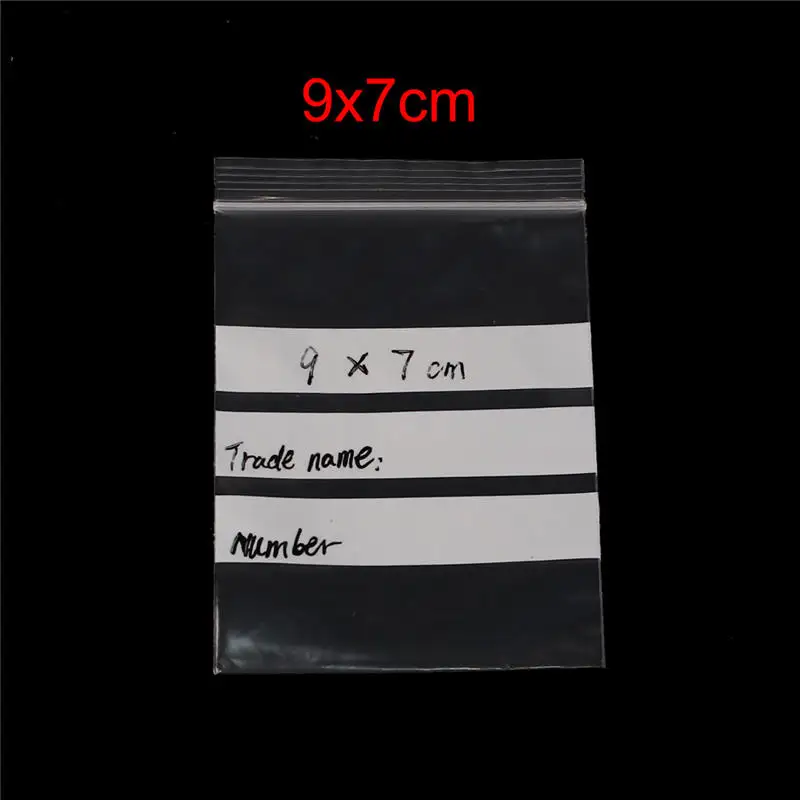 9x7cm
9 x 7 cm
Trade name:
Number